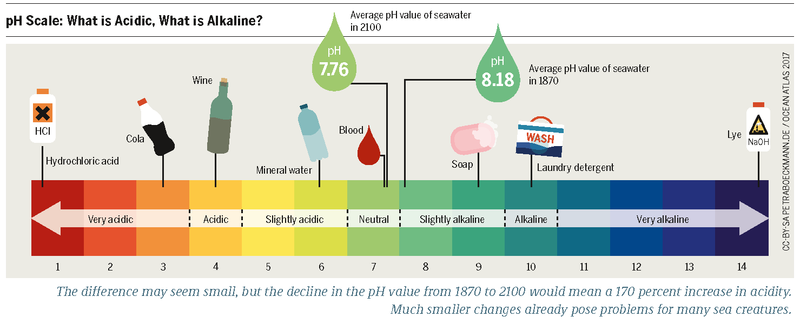 pH Scale: What is Acidic, What is Alkaline?
Average pH value of seawater
in 2100
pH
7.76
pH
8.18
Average pH value of seawater
in 1870
Wine
HCl
Hydrochloric acid
Cola
Mineral water
Blood
Soap
WASH
Laundry detergent
Lye
NaOH
Very acidic
Acidic
Slightly acidic
Neutral
Slightly alkaline
Alkaline
Very alkaline
1 2 3 4 5 6 7 8 9 10 11 12 13 14
The difference may seem small, but the decline in the pH value from 1870 to 2100 would mean a 170 percent increase in acidity.
Much smaller changes already pose problems for many sea creatures.
CC-BY-SA PETRABOECKMANN.DE / OCEAN ATLAS 2017